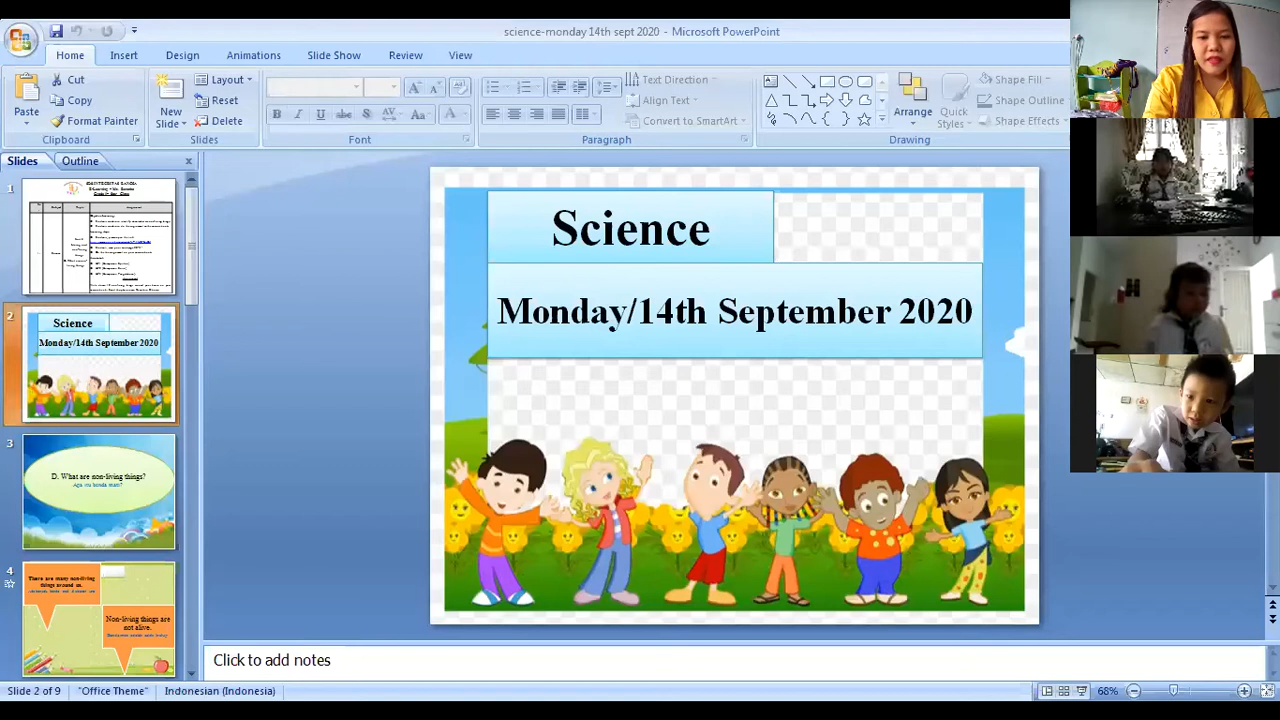 science-monday 14th sept 2020 - Microsoft PowerPoint
Home Insert Design Animations Slide Show Review View
Paste
Cut
Copy
Format Painter
Clipboard
New Slide
Layout
Reset
Delete
Slides
Font
Text Direction
Align Text
Convert to SmartArt
Paragraph
Arrange
Quick Styles
Shape Fill
Shape Outline
Shape Effects
Drawing
Slides Outline
1
2
Science
Monday/14th September 2020
3
D. What are non-living things?
4
There are many non-living things around us.
Non-living things are not alive.
Science
Monday/14th September 2020
Click to add notes
Slide 2 of 9 "Office Theme" Indonesian (Indonesia) 68%